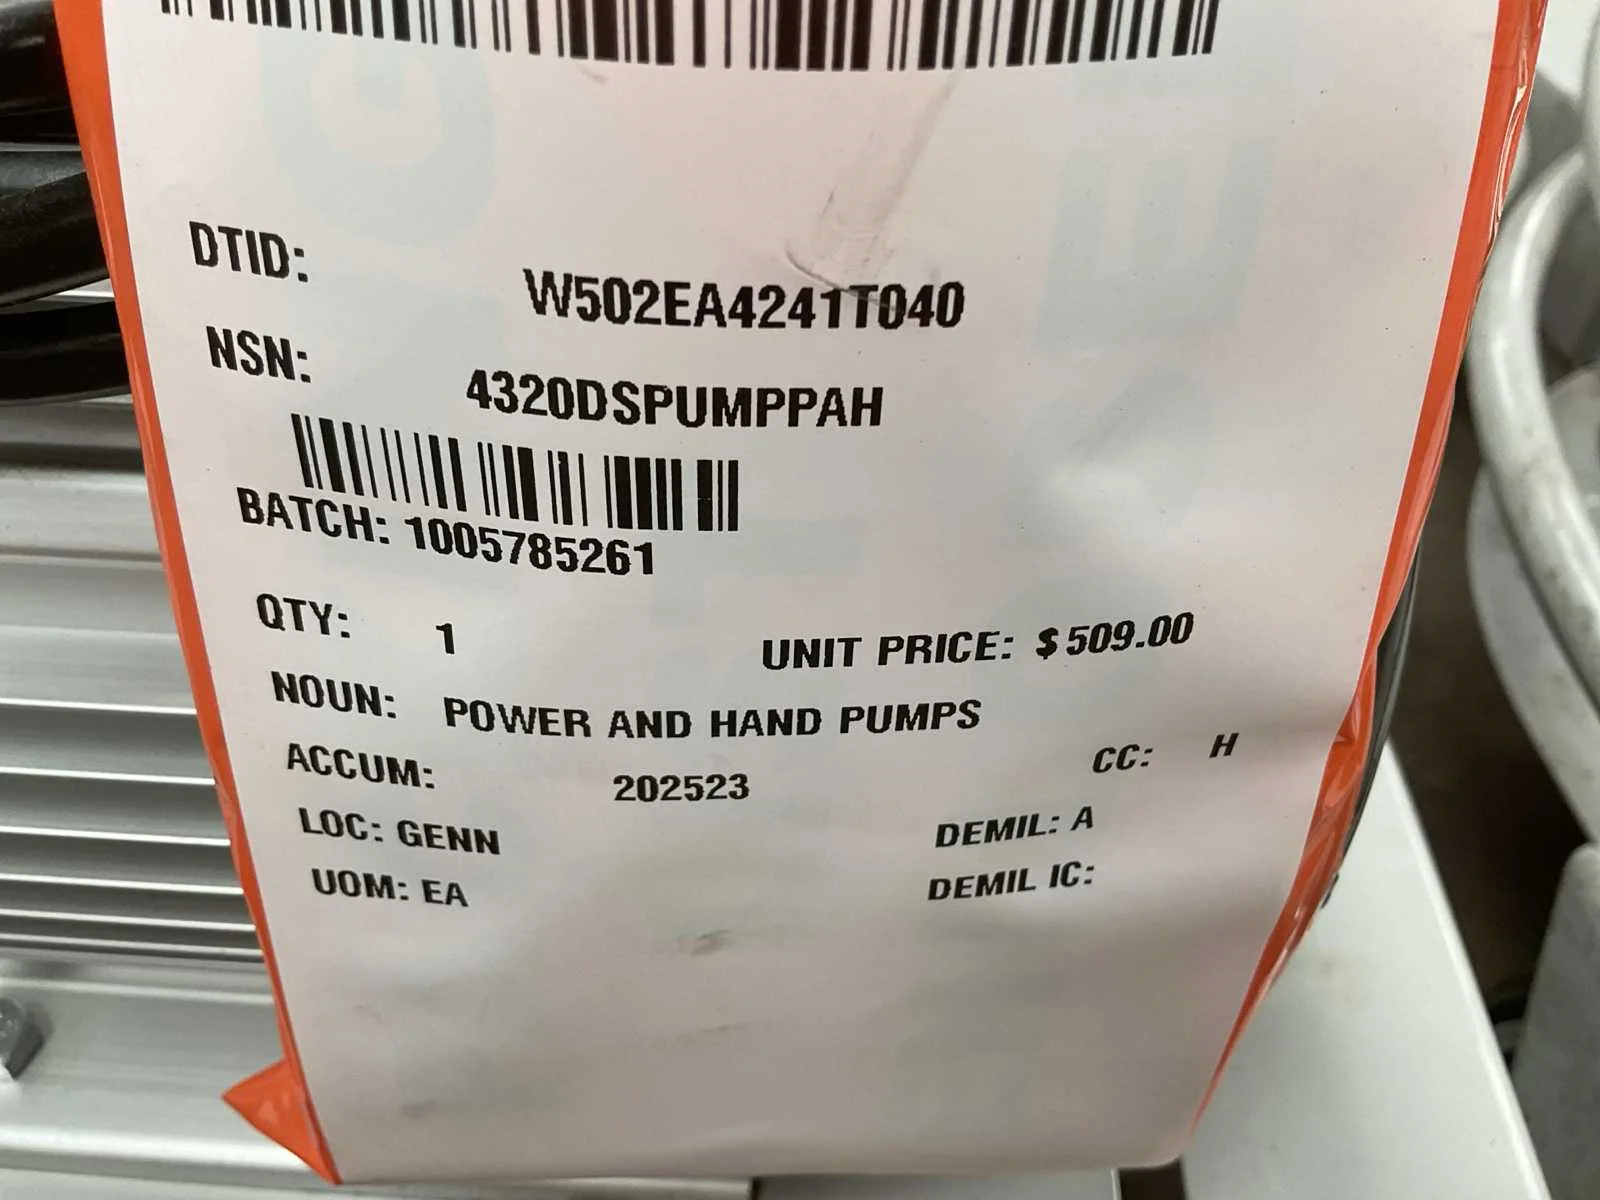 DTID: W502EA4241T040
NSN: 4320DSPUMPPAH
BATCH: 1005785261
QTY: 1 UNIT PRICE: $509.00
NOUN: POWER AND HAND PUMPS
ACCUM: 202523 CC: H
LOC: GENN DEMIL: A
UOM: EA DEMIL IC: